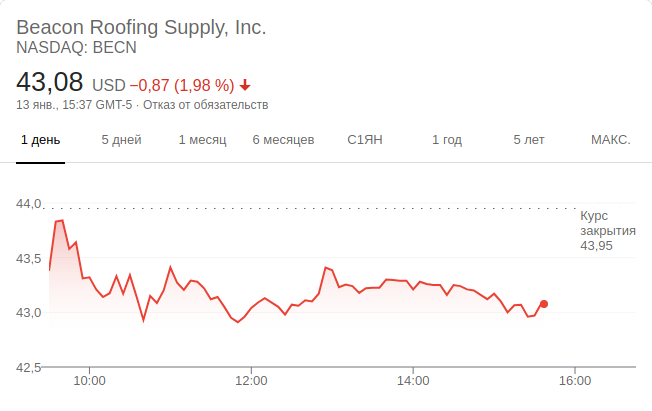 Beacon Roofing Supply, Inc.
NASDAQ: BECN
43,08 USD −0,87 (1,98 %)
13 янв., 15:37 GMT-5 · Отказ от обязательств
1 день 5 дней 1 месяц 6 месяцев С1ЯН 1 год 5 лет МАКС.
44,0
Курс
закрытия
43,95
43,5
43,0
42,5
10:00 12:00 14:00 16:00